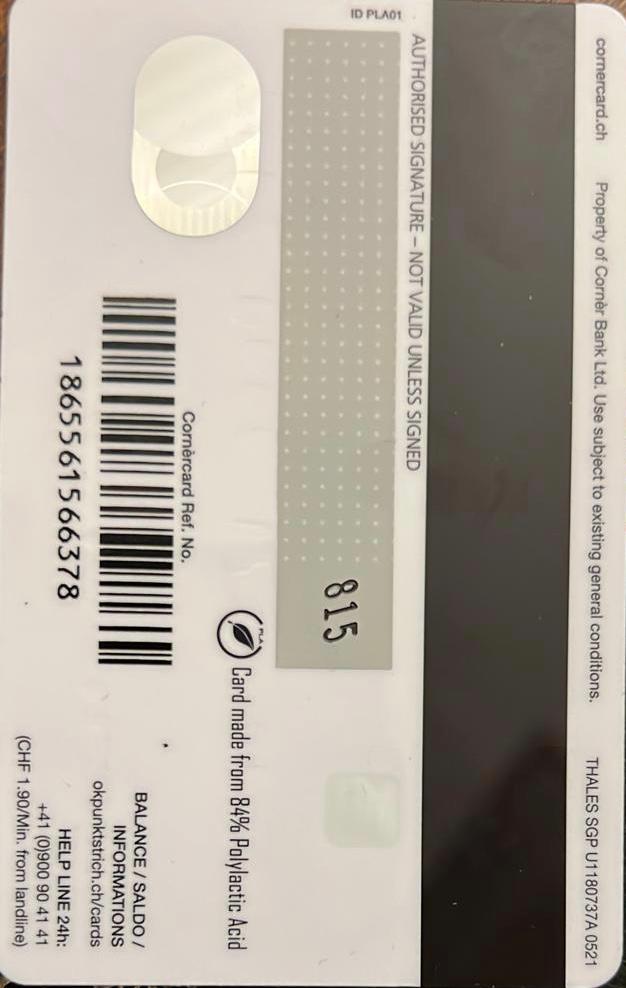 cornercard.ch Property of Cornèr Bank Ltd. Use subject to existing general conditions. THALES SGP U1180737A 0521
AUTHORISED SIGNATURE – NOT VALID UNLESS SIGNED
ID PLA01
815
PLA
Card made from 84% Polylactic Acid
Cornèrcard Ref. No.
1865561566378
BALANCE / SALDO /
INFORMATIONS
okpunktstrich.ch/cards
HELP LINE 24h:
+41 (0)900 90 41 41
(CHF 1.90/Min. from landline)